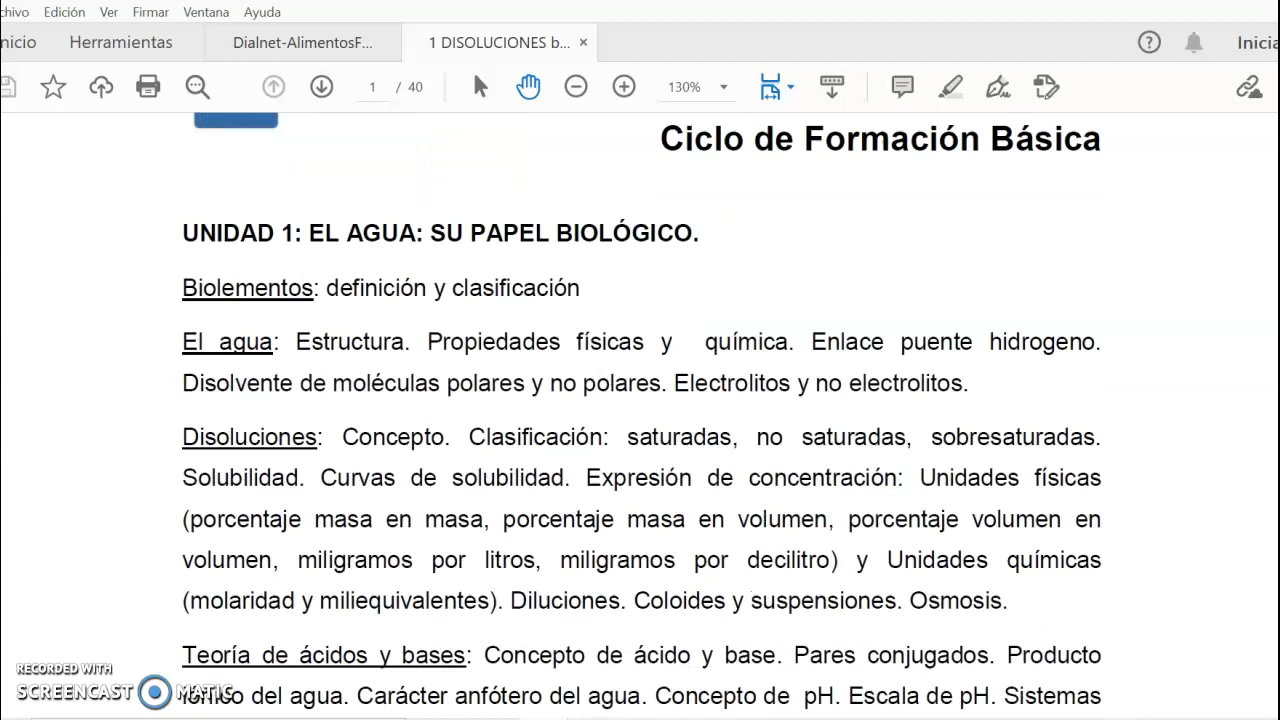 chivo Edición Ver Firmar Ventana Ayuda
nicio Herramientas Dialnet-AlimentosF... 1 DISOLUCIONES b... × ? Inicia
1 / 40 130%
Ciclo de Formación Básica
UNIDAD 1: EL AGUA: SU PAPEL BIOLÓGICO.
Biolementos: definición y clasificación
El agua: Estructura. Propiedades físicas y química. Enlace puente hidrogeno.
Disolvente de moléculas polares y no polares. Electrolitos y no electrolitos.
Disoluciones: Concepto. Clasificación: saturadas, no saturadas, sobresaturadas.
Solubilidad. Curvas de solubilidad. Expresión de concentración: Unidades físicas
(porcentaje masa en masa, porcentaje masa en volumen, porcentaje volumen en
volumen, miligramos por litros, miligramos por decilitro) y Unidades químicas
(molaridad y miliequivalentes). Diluciones. Coloides y suspensiones. Osmosis.
Teoría de ácidos y bases: Concepto de ácido y base. Pares conjugados. Producto
iónico del agua. Carácter anfótero del agua. Concepto de pH. Escala de pH. Sistemas
RECORDED WITH
SCREENCAST MATIC